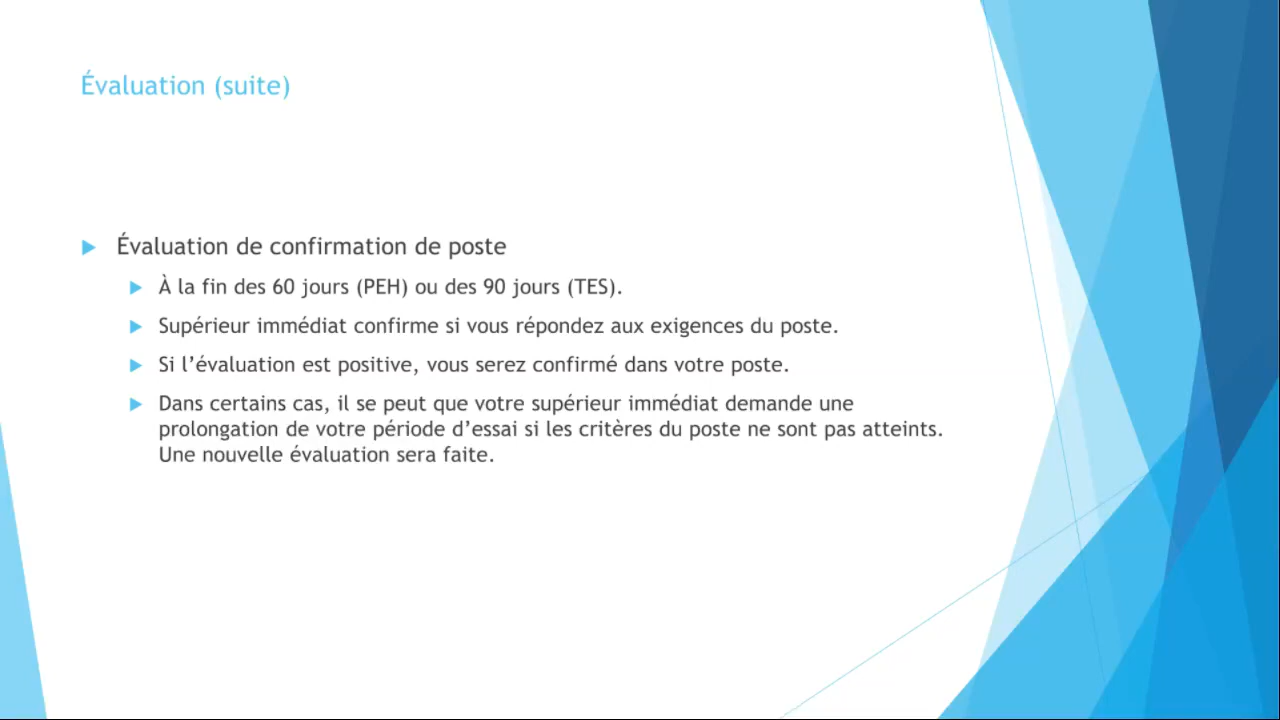 Évaluation (suite)
Évaluation de confirmation de poste
À la fin des 60 jours (PEH) ou des 90 jours (TES).
Supérieur immédiat confirme si vous répondez aux exigences du poste.
Si l’évaluation est positive, vous serez confirmé dans votre poste.
Dans certains cas, il se peut que votre supérieur immédiat demande une
prolongation de votre période d’essai si les critères du poste ne sont pas atteints.
Une nouvelle évaluation sera faite.